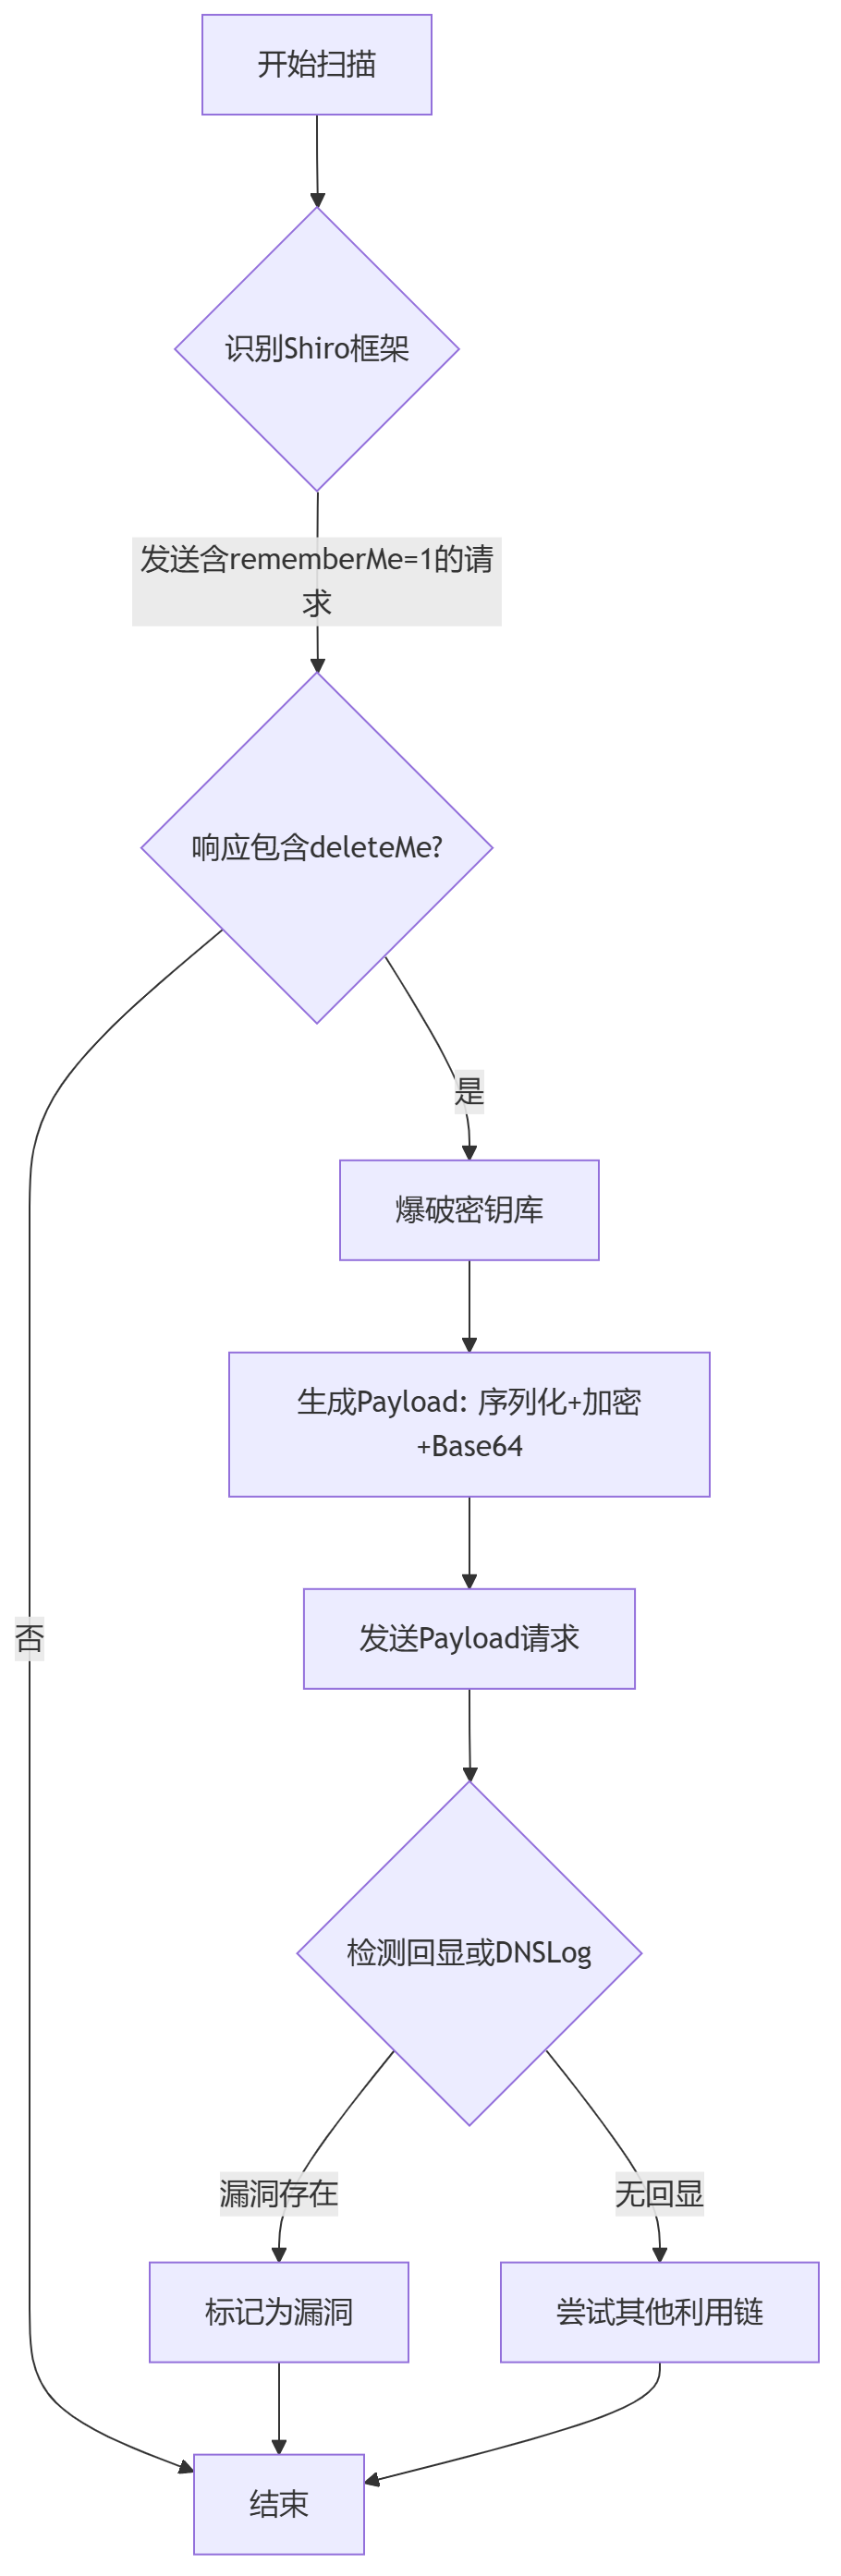 开始扫描
识别Shiro框架
发送含rememberMe=1的请
求
响应包含deleteMe?
是
爆破密钥库
生成Payload: 序列化+加密
+Base64
否
发送Payload请求
检测回显或DNSLog
漏洞存在
无回显
标记为漏洞
尝试其他利用链
结束